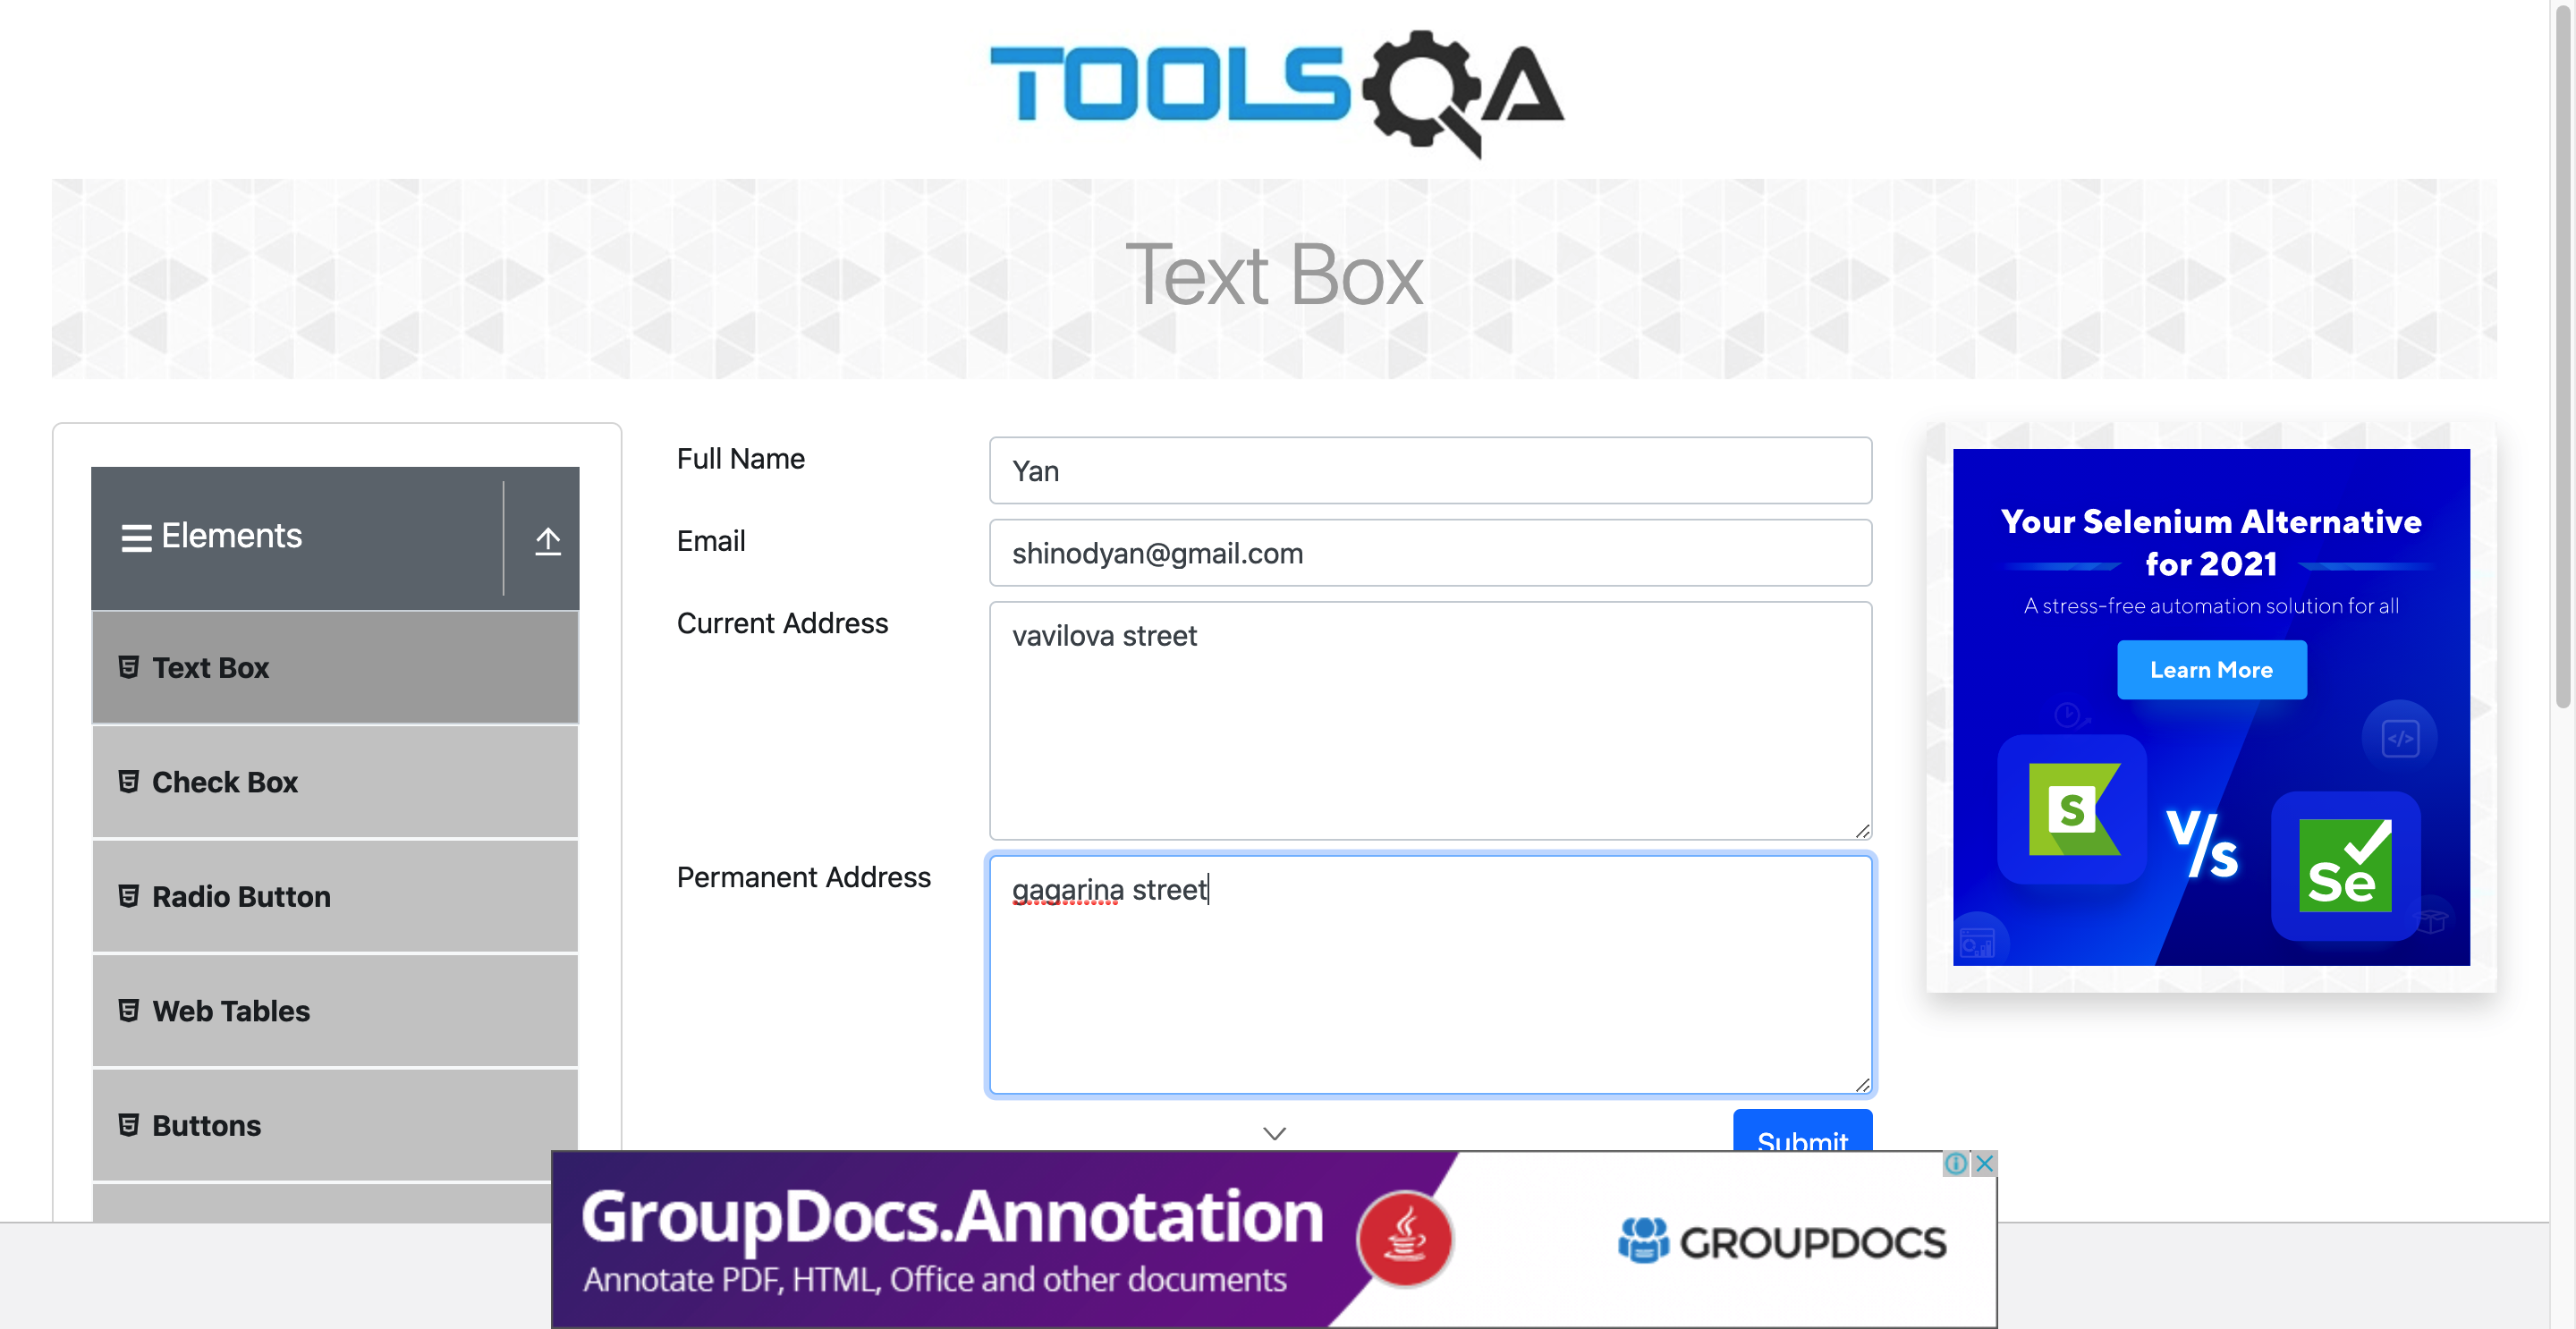 TOOLSQA
Text Box
Elements
Text Box
Check Box
Radio Button
Web Tables
Buttons
Full Name
Yan
Email
shinodyan@gmail.com
Current Address
vavilova street
Permanent Address
gagarina street
Submit
Your Selenium Alternative
for 2021
A stress-free automation solution for all
Learn More
S
V/s
Se
</>
GroupDocs.Annotation
Annotate PDF, HTML, Office and other documents
GROUPDOCS